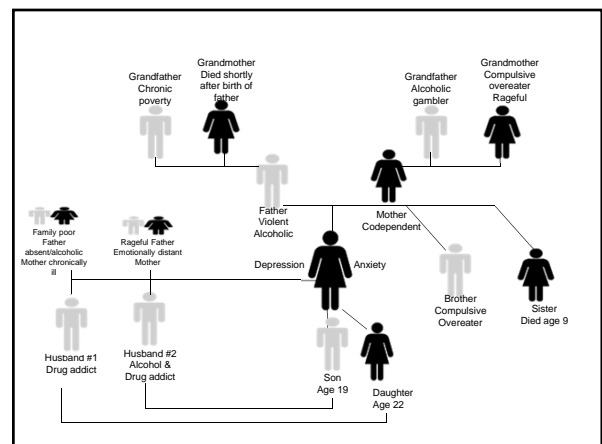 Grandfather
Chronic
poverty
Grandmother
Died shortly
after birth of
father
Grandfather
Alcoholic
gambler
Grandmother
Compulsive
overeater
Rageful
Father
Violent
Alcoholic
Mother
Codependent
Family poor
Father
absent/alcoholic
Mother chronically
ill
Rageful Father
Emotionally distant
Mother
Depression
Anxiety
Brother
Compulsive
Overeater
Sister
Died age 9
Husband #1
Drug addict
Husband #2
Alcohol &
Drug addict
Son
Age 19
Daughter
Age 22